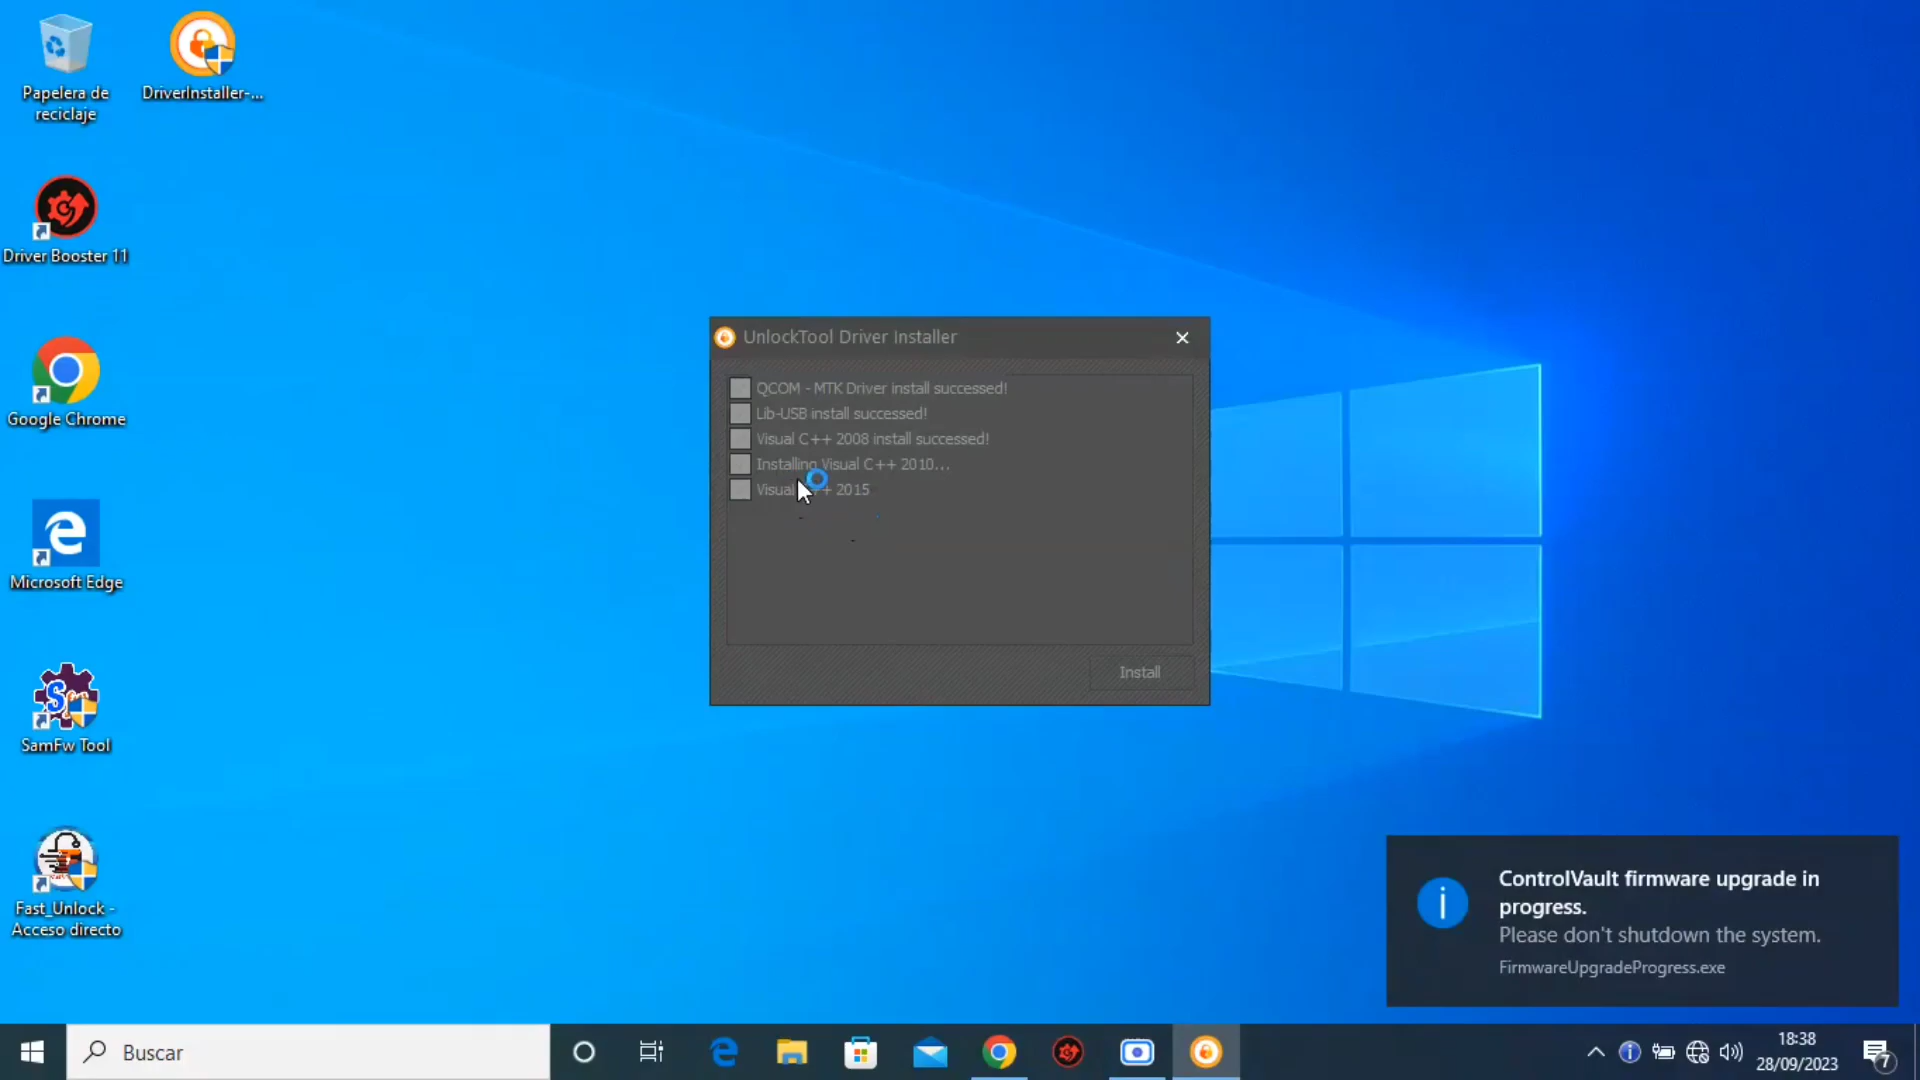 Papelera de
reciclaje
DriverInstaller-...
Driver Booster 11
Google Chrome
Microsoft Edge
SamFw Tool
Fast_Unlock -
Acceso directo
UnlockTool Driver Installer
QCOM - MTK Driver install successed!
Lib-USB install successed!
Visual C++ 2008 install successed!
Installing Visual C++ 2010...
Visual C++ 2015
Install
ControlVault firmware upgrade in
progress.
Please don't shutdown the system.
FirmwareUpgradeProgress.exe
Buscar
18:38
28/09/2023
7